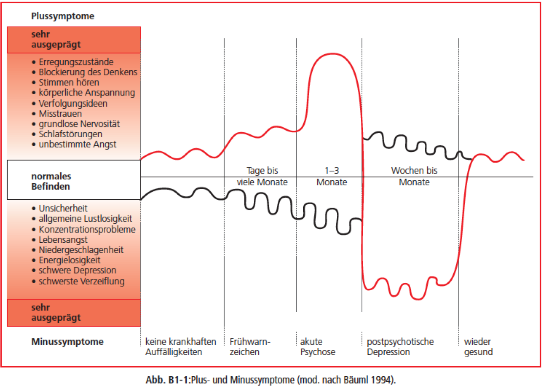 Plussymptome
sehr
ausgeprägt
• Erregungszustände
• Blockierung des Denkens
• Stimmen hören
• körperliche Anspannung
• Verfolgungsideen
• Misstrauen
• grundlose Nervosität
• Schlafstörungen
• unbestimmte Angst
normales
Befinden
Tage bis
viele Monate
1–3
Monate
Wochen bis
Monate
• Unsicherheit
• allgemeine Lustlosigkeit
• Konzentrationsprobleme
• Lebensangst
• Niedergeschlagenheit
• Energielosigkeit
• schwere Depression
• schwerste Verzweiflung
sehr
ausgeprägt
Minussymptome
keine krankhaften
Auffälligkeiten
Frühwarn-
zeichen
akute
Psychose
postpsychotische
Depression
wieder
gesund
Abb. B1-1:Plus- und Minussymptome (mod. nach Bäuml 1994).